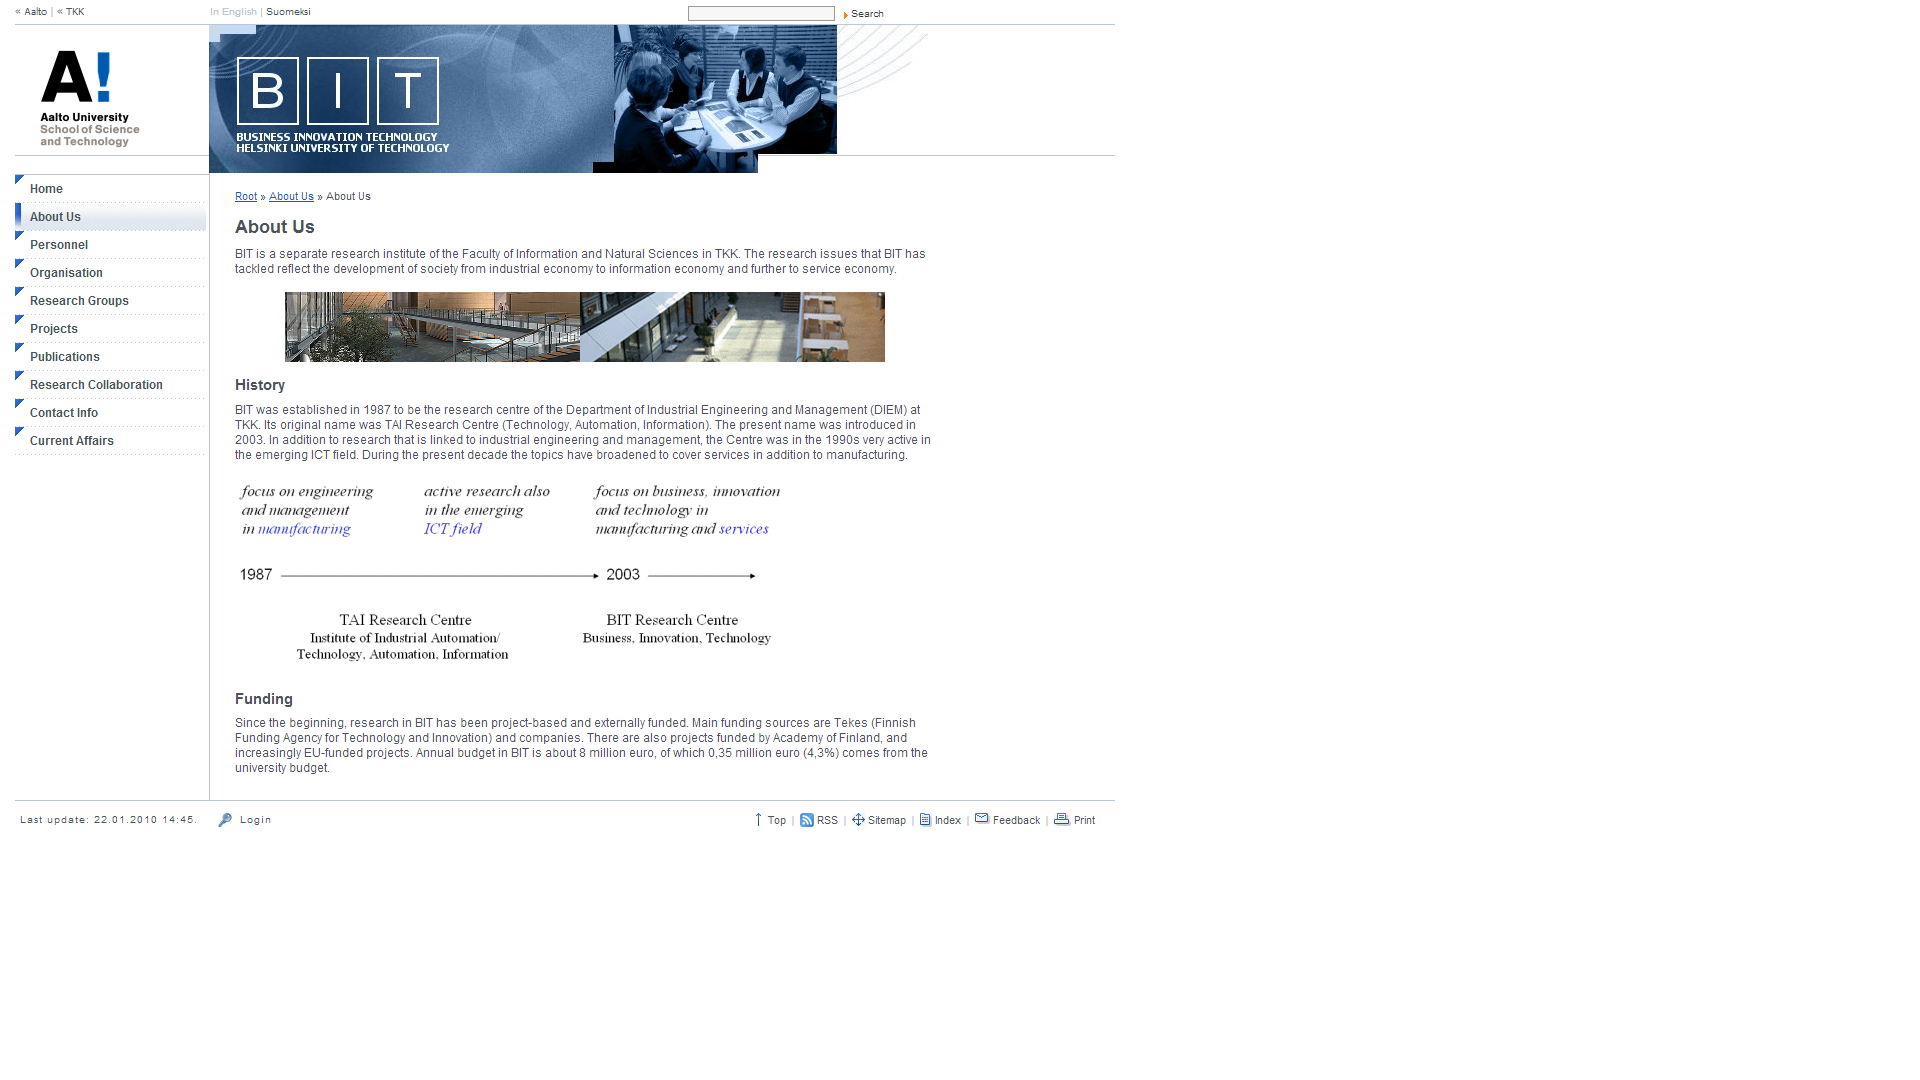 « Aalto | « TKK
In English | Suomeksi
Search
A!
Aalto University
School of Science
and Technology
B I T
BUSINESS INNOVATION TECHNOLOGY
HELSINKI UNIVERSITY OF TECHNOLOGY
Home
About Us
Personnel
Organisation
Research Groups
Projects
Publications
Research Collaboration
Contact Info
Current Affairs
Root » About Us » About Us
About Us
BIT is a separate research institute of the Faculty of Information and Natural Sciences in TKK. The research issues that BIT has
tackled reflect the development of society from industrial economy to information economy and further to service economy.
History
BIT was established in 1987 to be the research centre of the Department of Industrial Engineering and Management (DIEM) at
TKK. Its original name was TAI Research Centre (Technology, Automation, Information). The present name was introduced in
2003. In addition to research that is linked to industrial engineering and management, the Centre was in the 1990s very active in
the emerging ICT field. During the present decade the topics have broadened to cover services in addition to manufacturing.
focus on engineering
and management
in manufacturing
active research also
in the emerging
ICT field
focus on business, innovation
and technology in
manufacturing and services
1987
2003
TAI Research Centre
Institute of Industrial Automation/
Technology, Automation, Information
BIT Research Centre
Business, Innovation, Technology
Funding
Since the beginning, research in BIT has been project-based and externally funded. Main funding sources are Tekes (Finnish
Funding Agency for Technology and Innovation) and companies. There are also projects funded by Academy of Finland, and
increasingly EU-funded projects. Annual budget in BIT is about 8 million euro, of which 0,35 million euro (4,3%) comes from the
university budget.
Last update: 22.01.2010 14:45.
Login
Top | RSS | Sitemap | Index | Feedback | Print